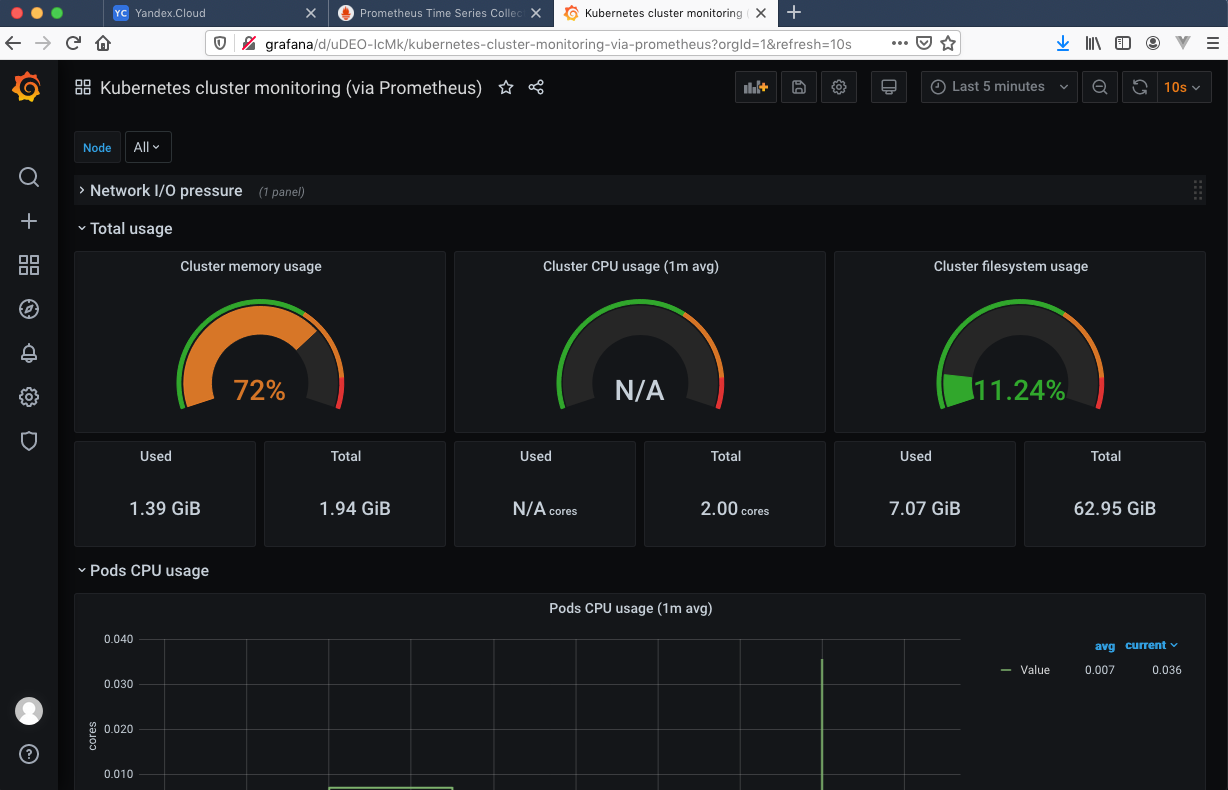 YC Yandex.Cloud
Prometheus Time Series Collec
Kubernetes cluster monitoring
grafana/d/uDEO-IcMk/kubernetes-cluster-monitoring-via-prometheus?orgId=1&refresh=10s
Kubernetes cluster monitoring (via Prometheus)
Last 5 minutes
10s
Node
All
Network I/O pressure (1 panel)
Total usage
Cluster memory usage
Cluster CPU usage (1m avg)
Cluster filesystem usage
72%
N/A
11.24%
Used
Total
Used
Total
Used
Total
1.39 GiB
1.94 GiB
N/A cores
2.00 cores
7.07 GiB
62.95 GiB
Pods CPU usage
Pods CPU usage (1m avg)
0.040
0.030
0.020
0.010
cores
avg current
Value 0.007 0.036